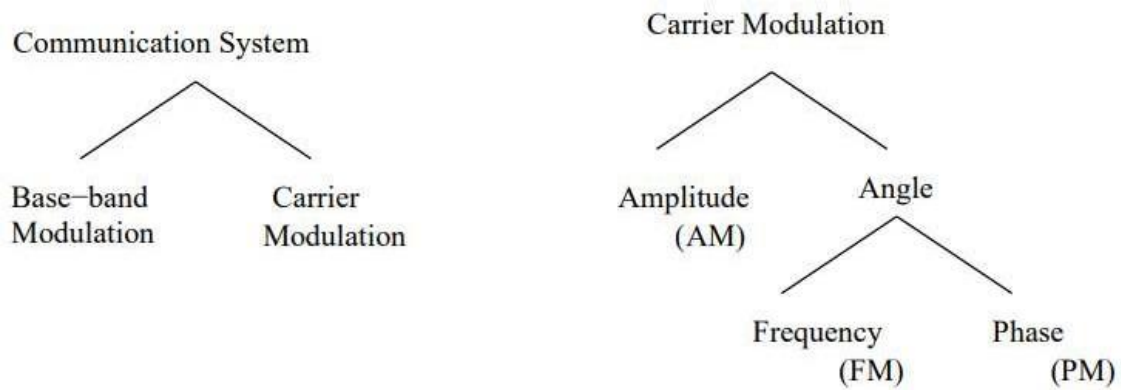 Communication System
Base−band
Modulation
Carrier
Modulation
Carrier Modulation
Amplitude
(AM)
Angle
Frequency
(FM)
Phase
(PM)